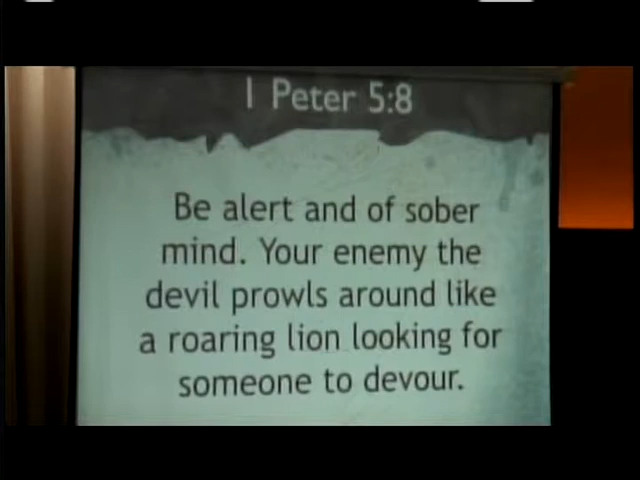 1 Peter 5:8
Be alert and of sober
mind. Your enemy the
devil prowls around like
a roaring lion looking for
someone to devour.